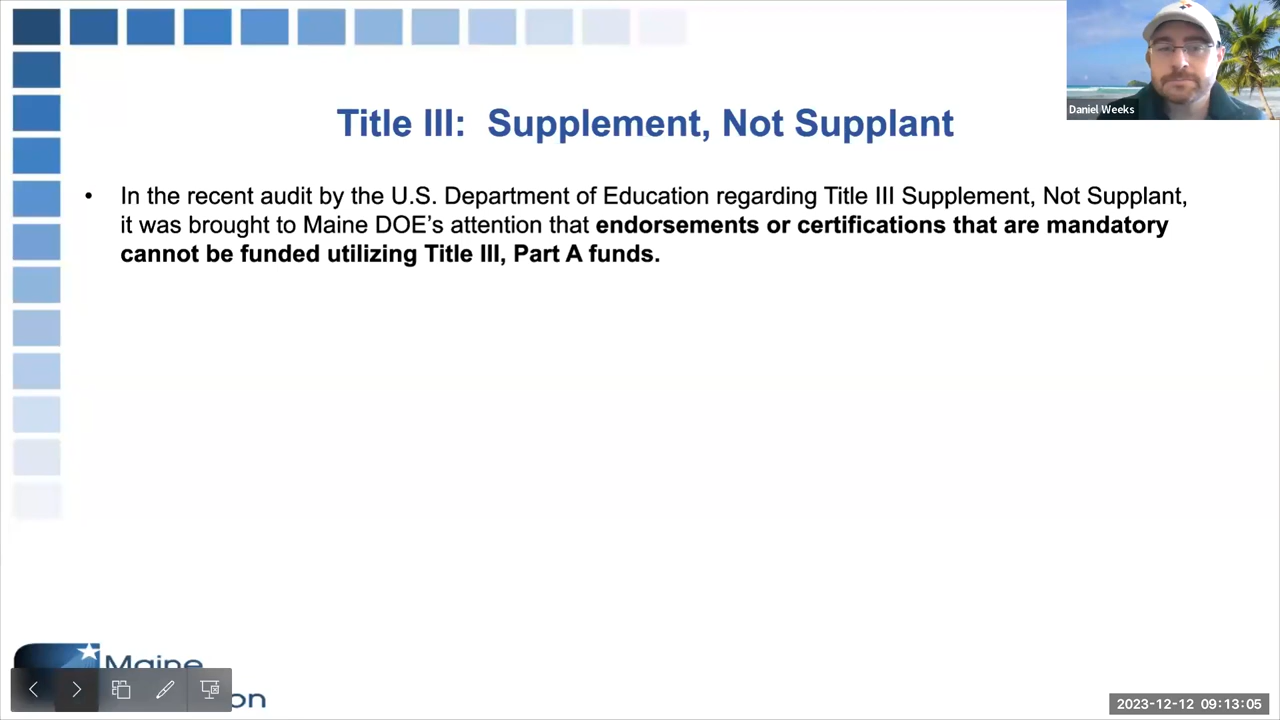 Title III: Supplement, Not Supplant
Daniel Weeks
• In the recent audit by the U.S. Department of Education regarding Title III Supplement, Not Supplant,
it was brought to Maine DOE’s attention that endorsements or certifications that are mandatory
cannot be funded utilizing Title III, Part A funds.
Maine
on
2023-12-12 09:13:05